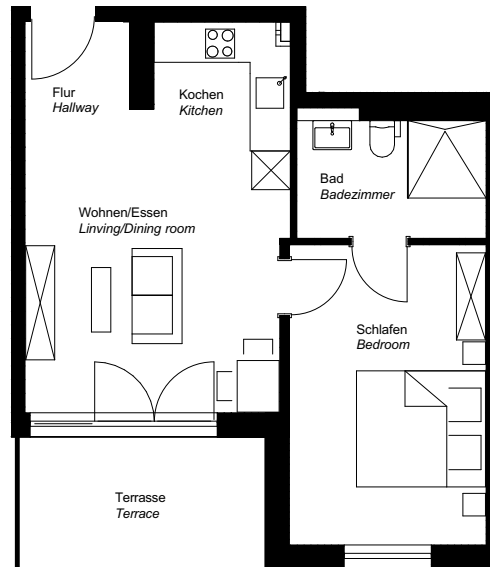 Flur
Hallway
Kochen
Kitchen
Bad
Badezimmer
Wohnen/Essen
Linving/Dining room
Schlafen
Bedroom
Terrasse
Terrace